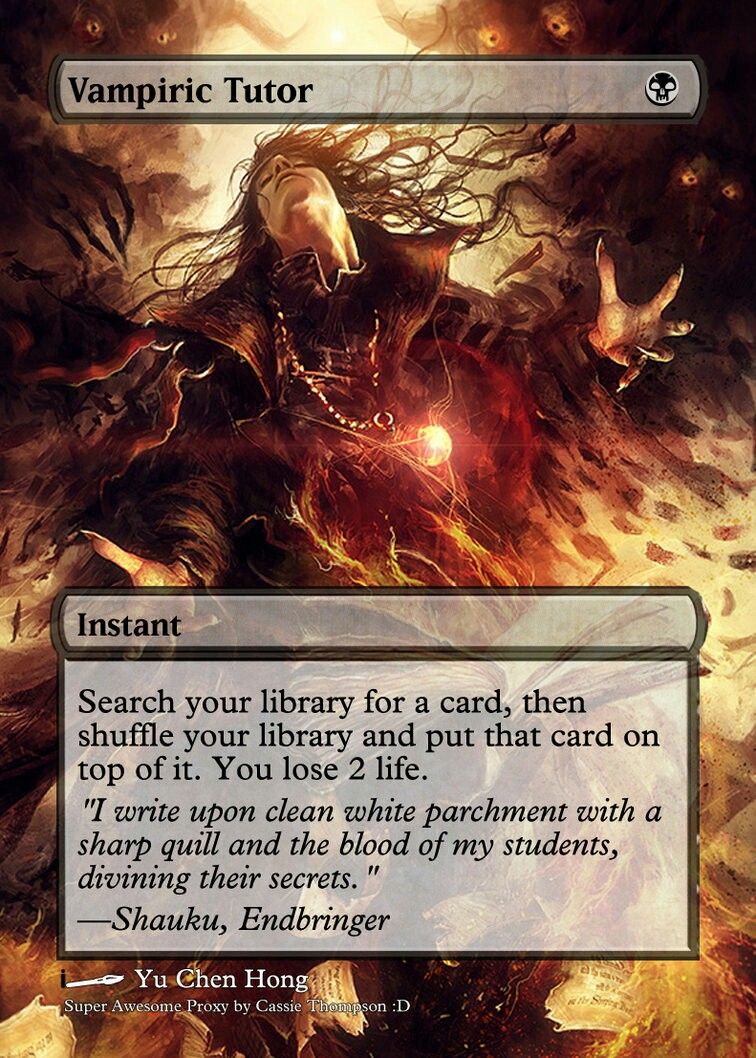 Vampiric Tutor
Instant
Search your library for a card, then
shuffle your library and put that card on
top of it. You lose 2 life.
"I write upon clean white parchment with a
sharp quill and the blood of my students,
divining their secrets."
—Shauku, Endbringer
Yu Chen Hong
Super Awesome Proxy by Cassie Thompson :D